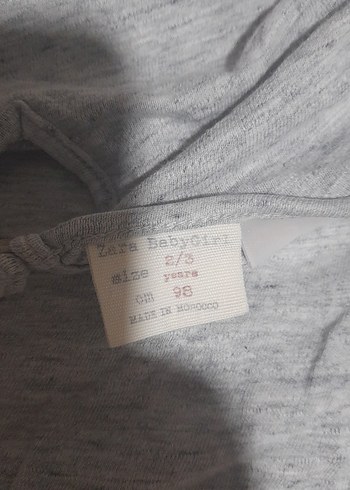 Zara BabyGirl
size 2/3 years
cm 98
MADE IN MOROCCO